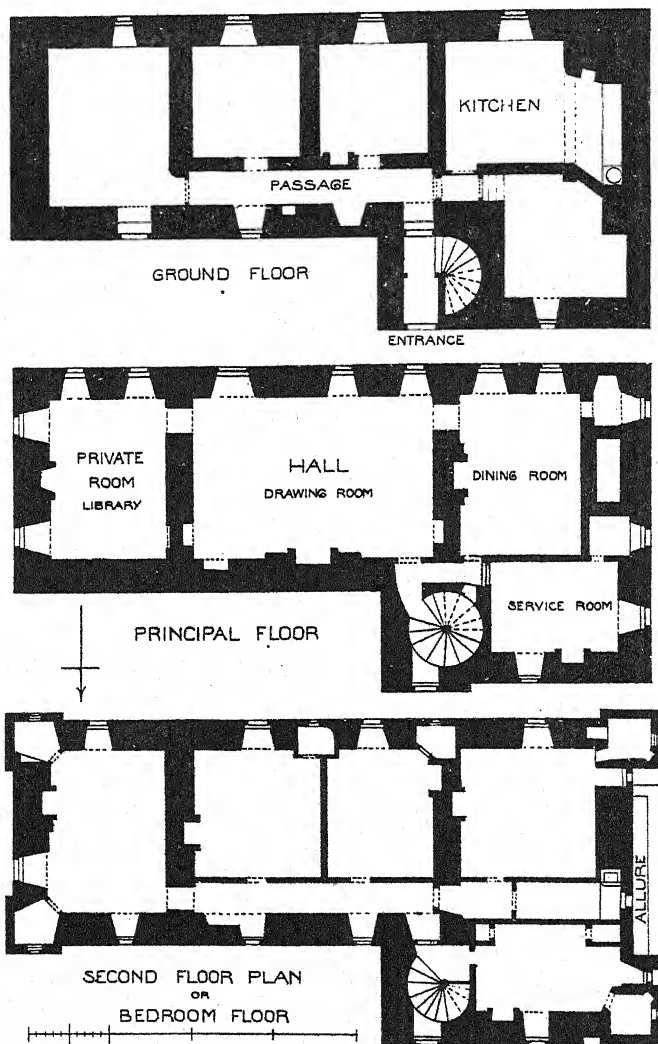 KITCHEN
PASSAGE
GROUND FLOOR
ENTRANCE
PRIVATE
ROOM
LIBRARY
HALL
DRAWING ROOM
DINING ROOM
SERVICE ROOM
PRINCIPAL FLOOR
ALLURE
SECOND FLOOR PLAN
OR
BEDROOM FLOOR